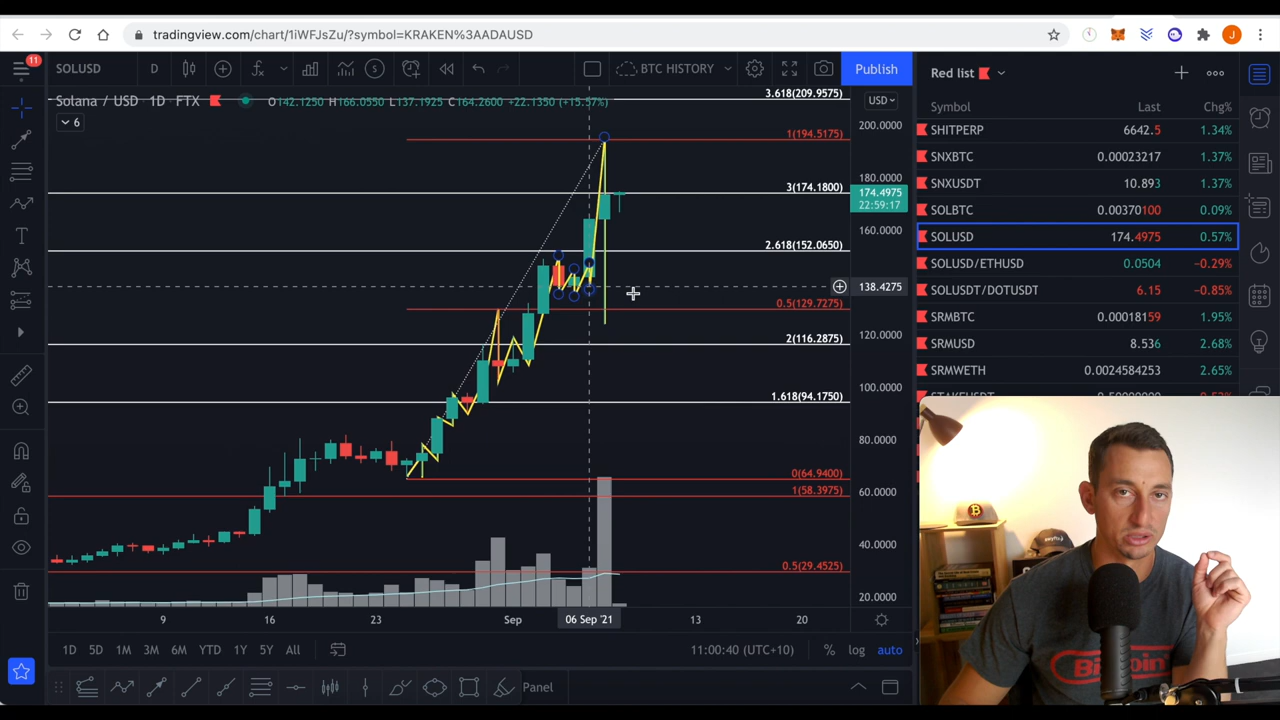 tradingview.com/chart/1iWFJsZu/?symbol=KRAKEN%3AADAUSD
J
11
SOLUSD
D
BTC HISTORY
Publish
Red list
Solana / USD · 1D · FTX
O142.1250 H166.0550 L137.1925 C164.2600 +22.1350 (+15.57%)
6
USD
3.618(209.9575)
1(194.5175)
3(174.1800)
2.618(152.0650)
0.5(129.7275)
2(116.2875)
1.618(94.1750)
0(64.9400)
1(58.3975)
0.5(29.4525)
200.0000
180.0000
174.4975
22:59:17
160.0000
138.4275
120.0000
100.0000
80.0000
60.0000
40.0000
20.0000
9
16
23
Sep
06 Sep '21
13
20
1D 5D 1M 3M 6M YTD 1Y 5Y All
11:00:40 (UTC+10)
% log auto
Panel
Symbol Last Chg%
SHITPERP 6642.5 1.34%
SNXBTC 0.00023217 1.37%
SNXUSDT 10.893 1.37%
SOLBTC 0.00370100 0.09%
SOLUSD 174.4975 0.57%
SOLUSD/ETHUSD 0.0504 −0.29%
SOLUSDT/DOTUSDT 6.15 −0.85%
SRMBTC 0.00018159 1.95%
SRMUSD 8.536 2.68%
SRMWETH 0.0024584253 2.65%